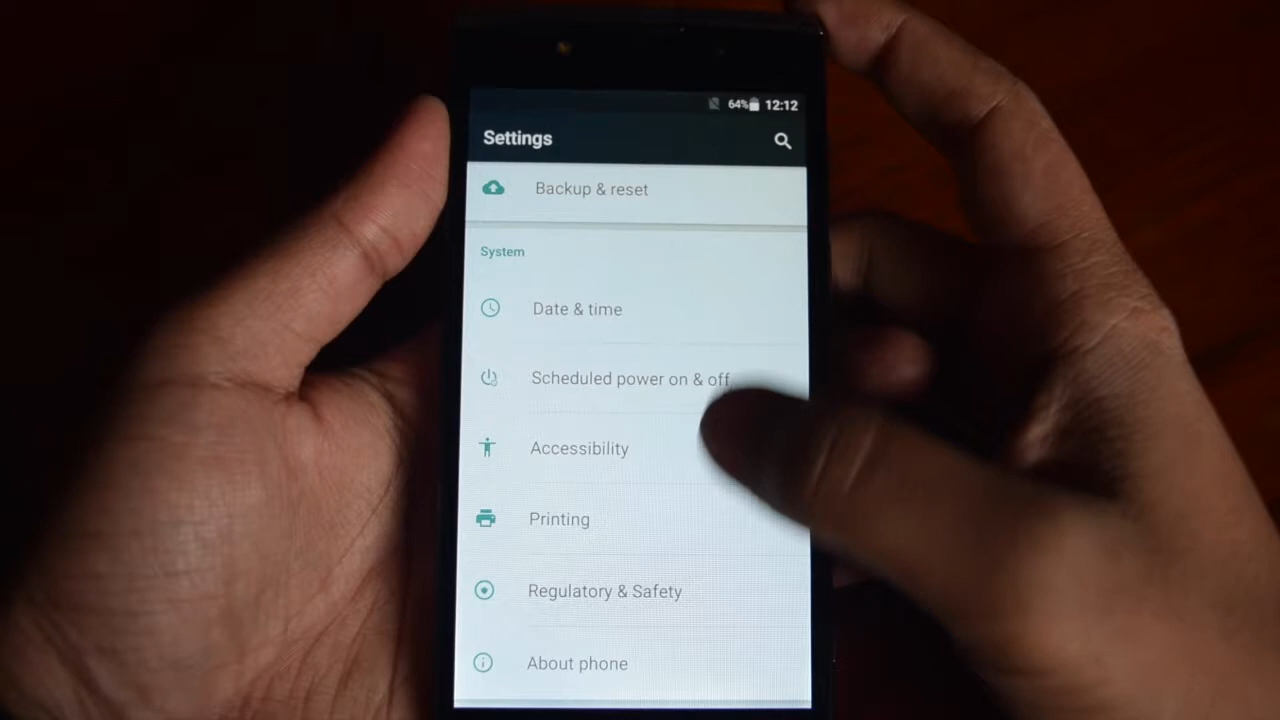 64% 12:12
Settings
Backup & reset
System
Date & time
Scheduled power on & off
Accessibility
Printing
Regulatory & Safety
About phone